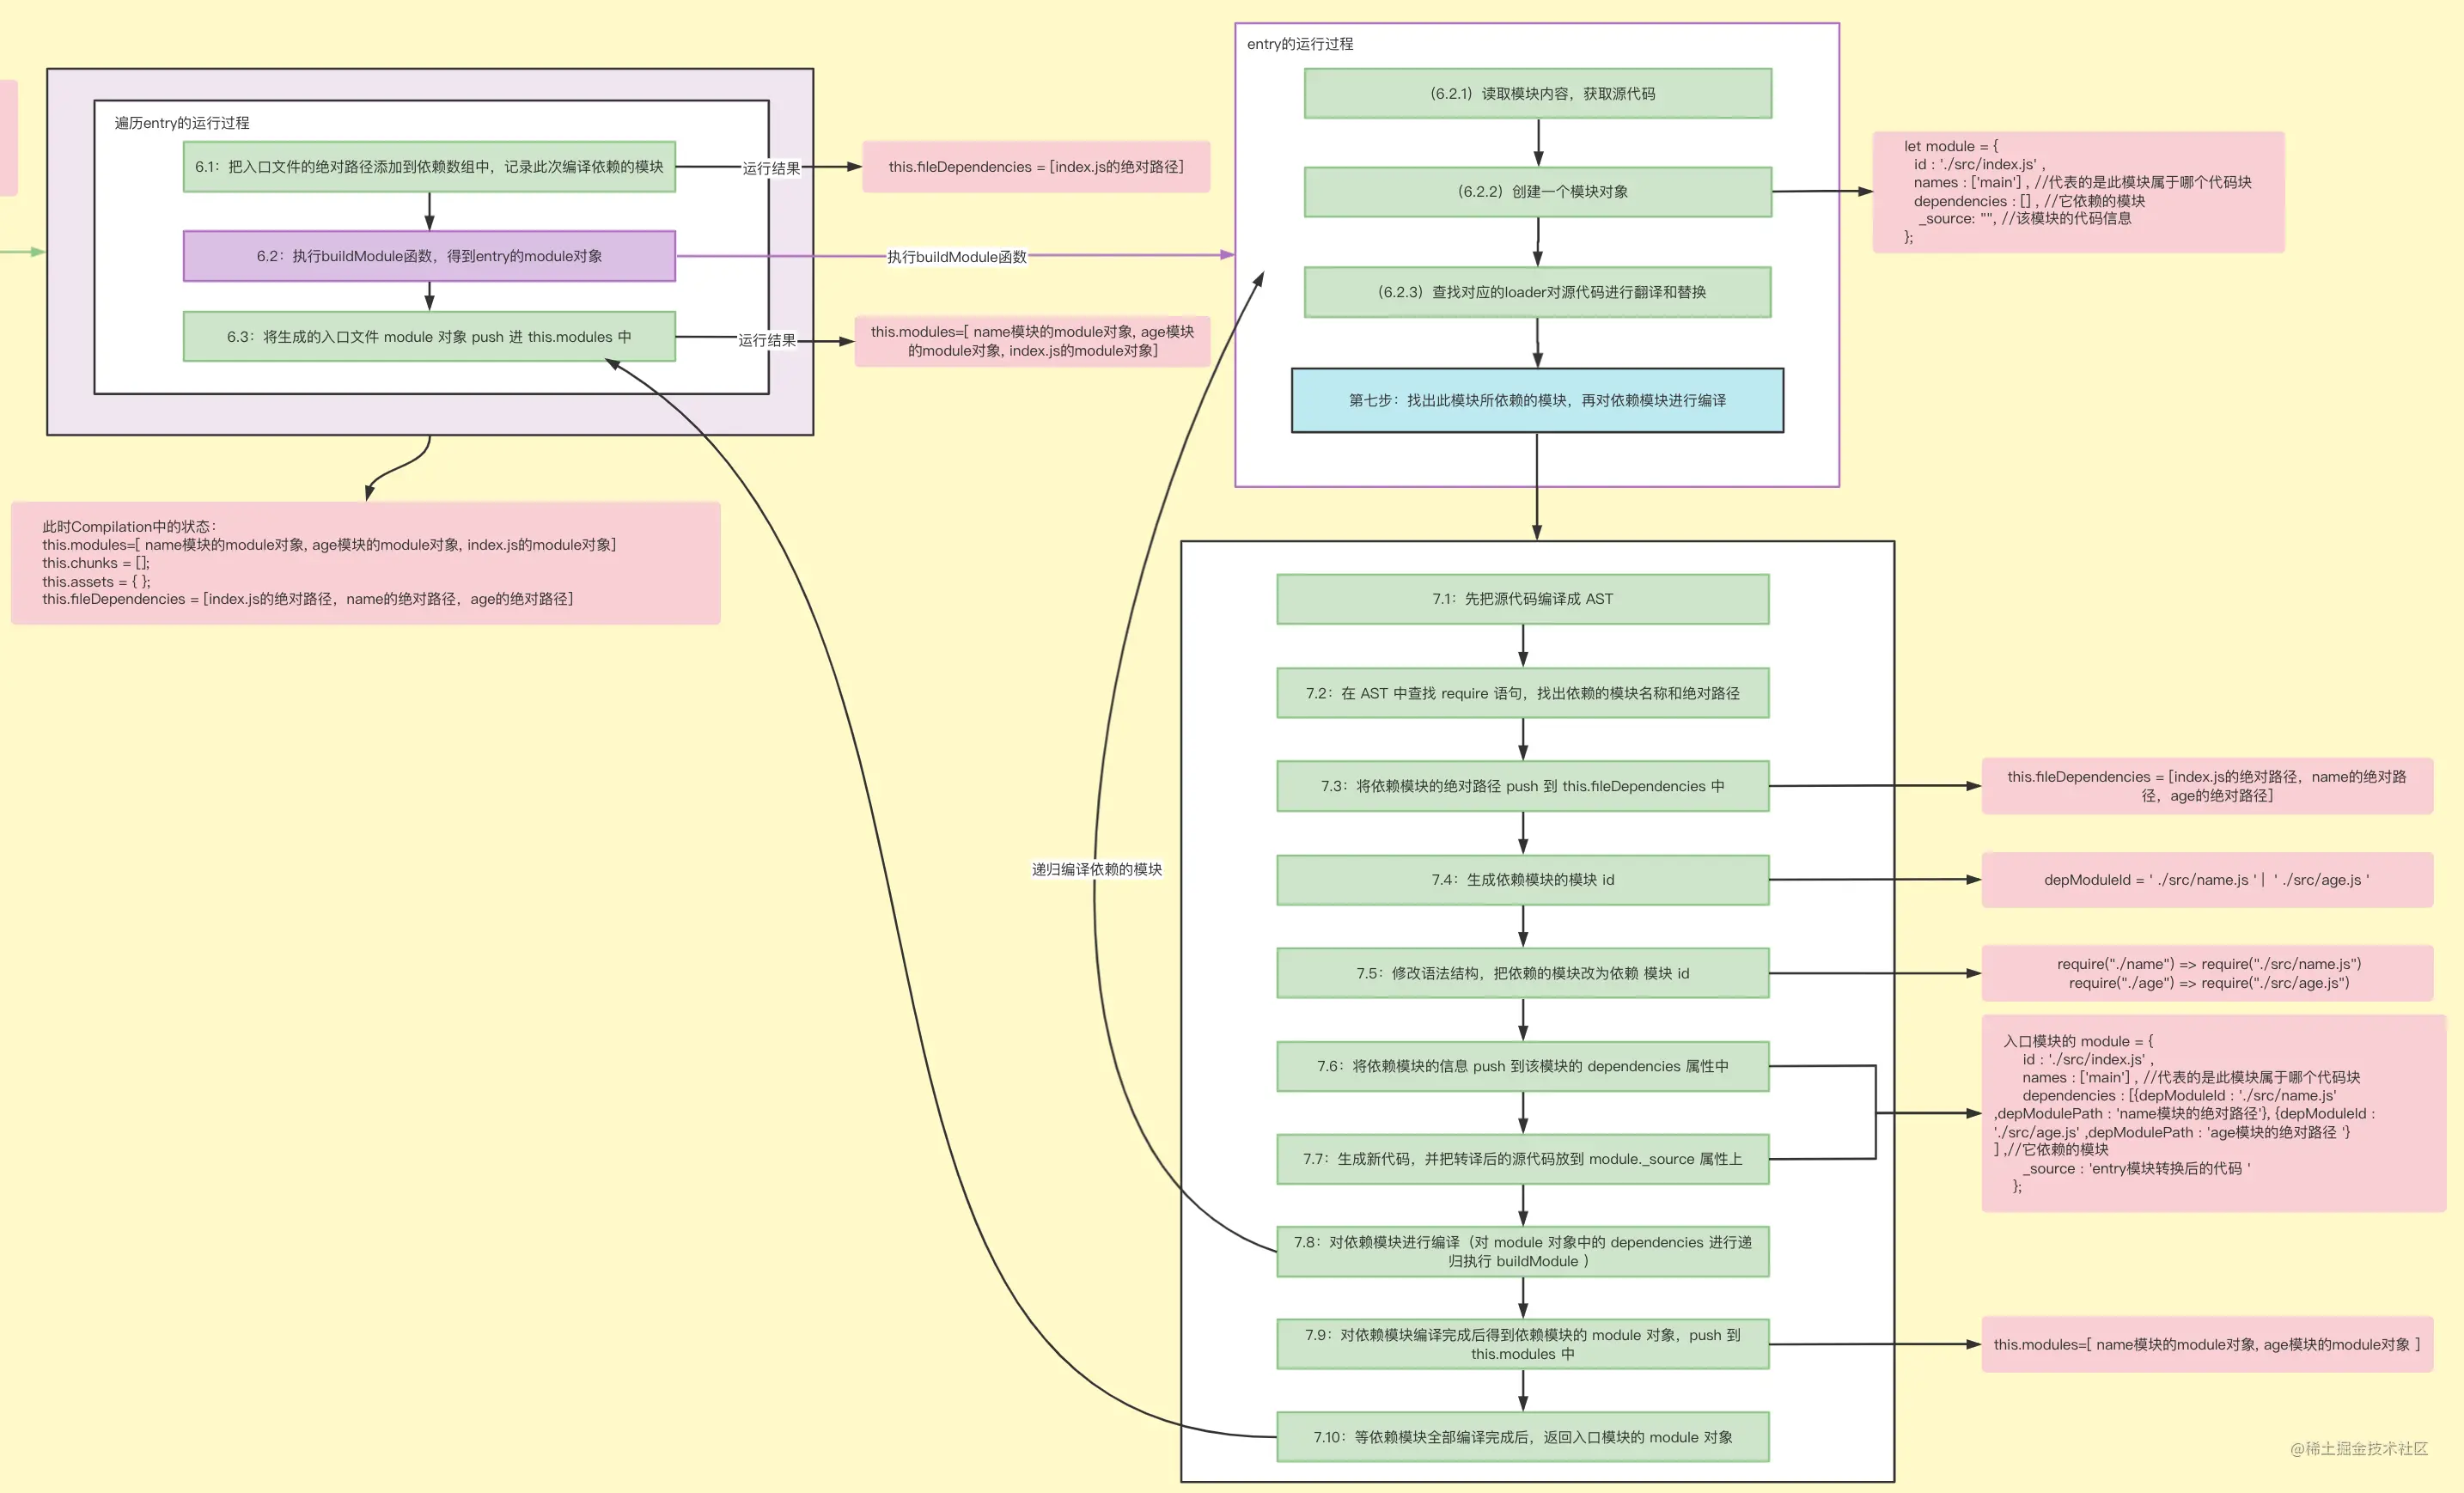 遍历entry的运行过程
6.1：把入口文件的绝对路径添加到依赖数组中，记录此次编译依赖的模块
运行结果
this.fileDependencies = [index.js的绝对路径]
6.2：执行buildModule函数，得到entry的module对象
执行buildModule函数
6.3：将生成的入口文件 module 对象 push 进 this.modules 中
运行结果
this.modules=[ name模块的module对象, age模块
的module对象, index.js的module对象]
此时Compilation中的状态：
this.modules=[ name模块的module对象, age模块的module对象, index.js的module对象]
this.chunks = [];
this.assets = { };
this.fileDependencies = [index.js的绝对路径，name的绝对路径，age的绝对路径]
entry的运行过程
（6.2.1）读取模块内容，获取源代码
（6.2.2）创建一个模块对象
let module = {
id : './src/index.js' ,
names : ['main'] , //代表的是此模块属于哪个代码块
dependencies : [] , //它依赖的模块
_source: "", //该模块的代码信息
};
（6.2.3）查找对应的loader对源代码进行翻译和替换
第七步：找出此模块所依赖的模块，再对依赖模块进行编译
递归编译依赖的模块
7.1：先把源代码编译成 AST
7.2：在 AST 中查找 require 语句，找出依赖的模块名称和绝对路径
7.3：将依赖模块的绝对路径 push 到 this.fileDependencies 中
this.fileDependencies = [index.js的绝对路径，name的绝对路
径，age的绝对路径]
7.4：生成依赖模块的模块 id
depModuleId = ' ./src/name.js ' | ' ./src/age.js '
7.5：修改语法结构，把依赖的模块改为依赖 模块 id
require("./name") => require("./src/name.js")
require("./age") => require("./src/age.js")
7.6：将依赖模块的信息 push 到该模块的 dependencies 属性中
7.7：生成新代码，并把转译后的源代码放到 module._source 属性上
入口模块的 module = {
id : './src/index.js' ,
names : ['main'] , //代表的是此模块属于哪个代码块
dependencies : [{depModuleId : './src/name.js'
,depModulePath : 'name模块的绝对路径'}, {depModuleId :
'./src/age.js' ,depModulePath : 'age模块的绝对路径 '}
] ,//它依赖的模块
_source : 'entry模块转换后的代码 '
};
7.8：对依赖模块进行编译（对 module 对象中的 dependencies 进行递
归执行 buildModule ）
7.9：对依赖模块编译完成后得到依赖模块的 module 对象，push 到
this.modules 中
this.modules=[ name模块的module对象, age模块的module对象 ]
7.10：等依赖模块全部编译完成后，返回入口模块的 module 对象
@稀土掘金技术社区